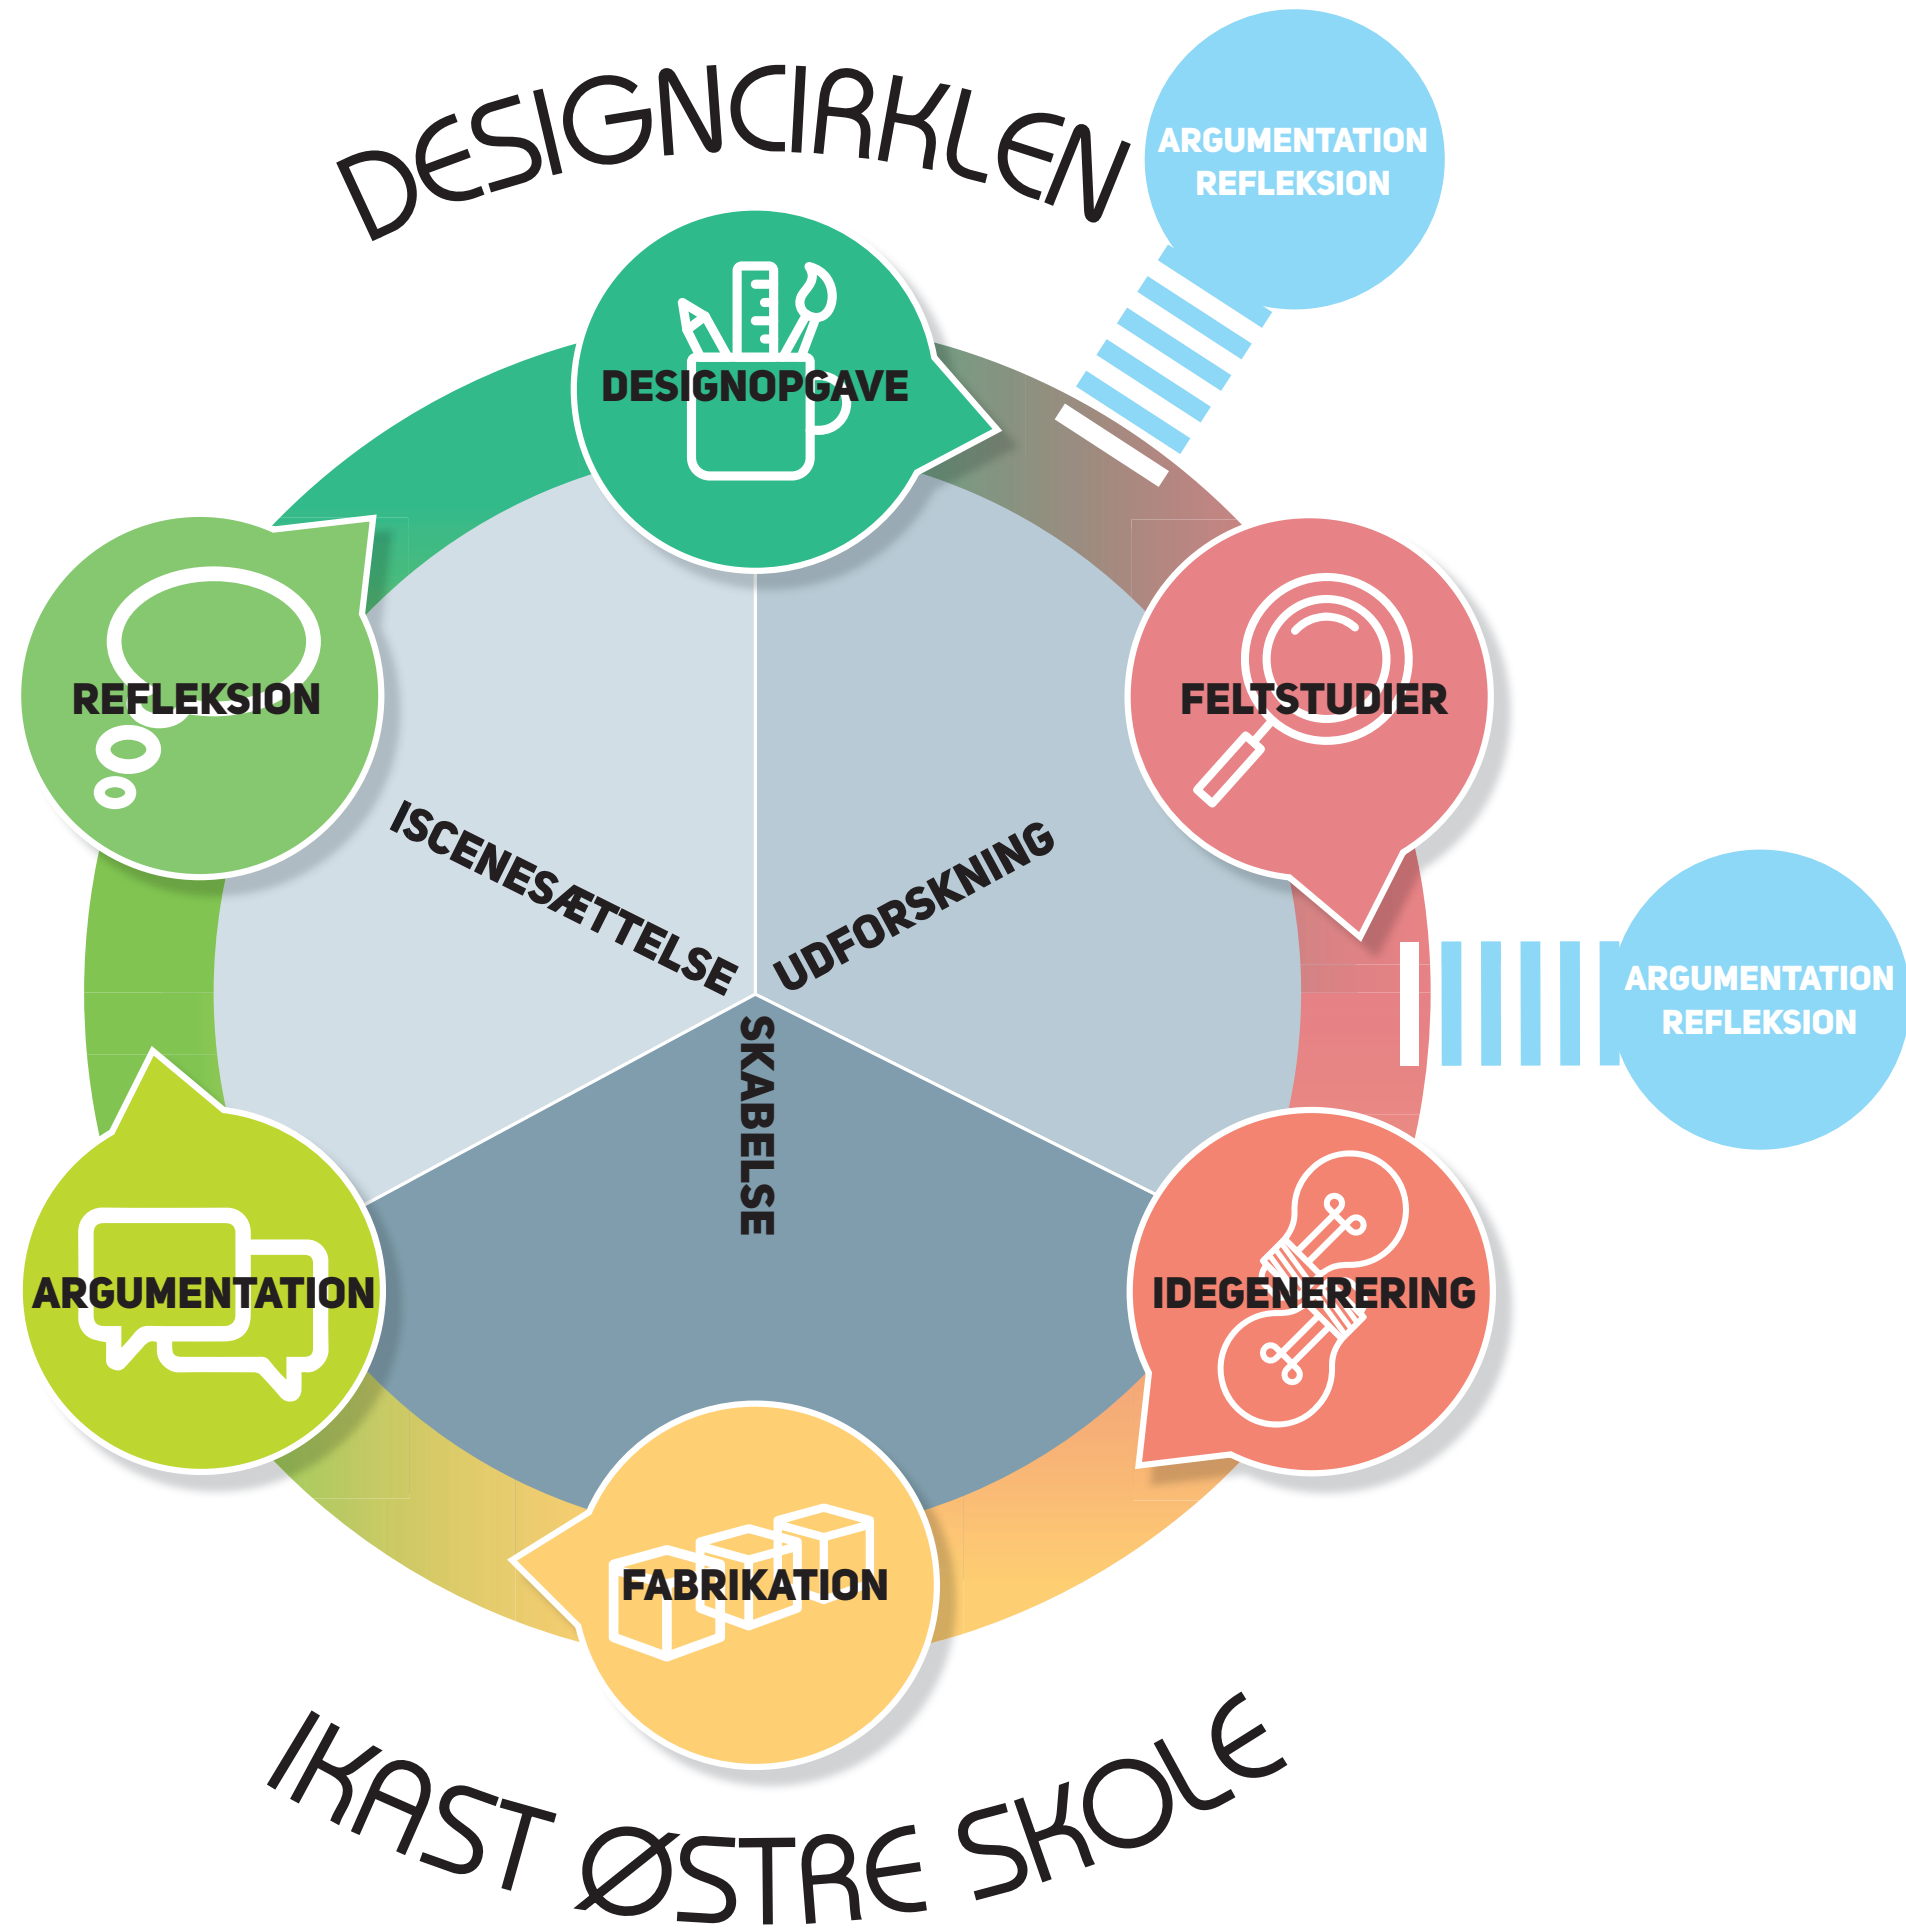 DESIGNCIRKLEN
ARGUMENTATION
REFLEKSION
DESIGNOPGAVE
REFLEKSION
FELTSTUDIER
ISCENESÆTTELSE
UDFORSKNING
SKABELSE
ARGUMENTATION
REFLEKSION
ARGUMENTATION
IDEGENERERING
FABRIKATION
IKAST ØSTRE SKOLE